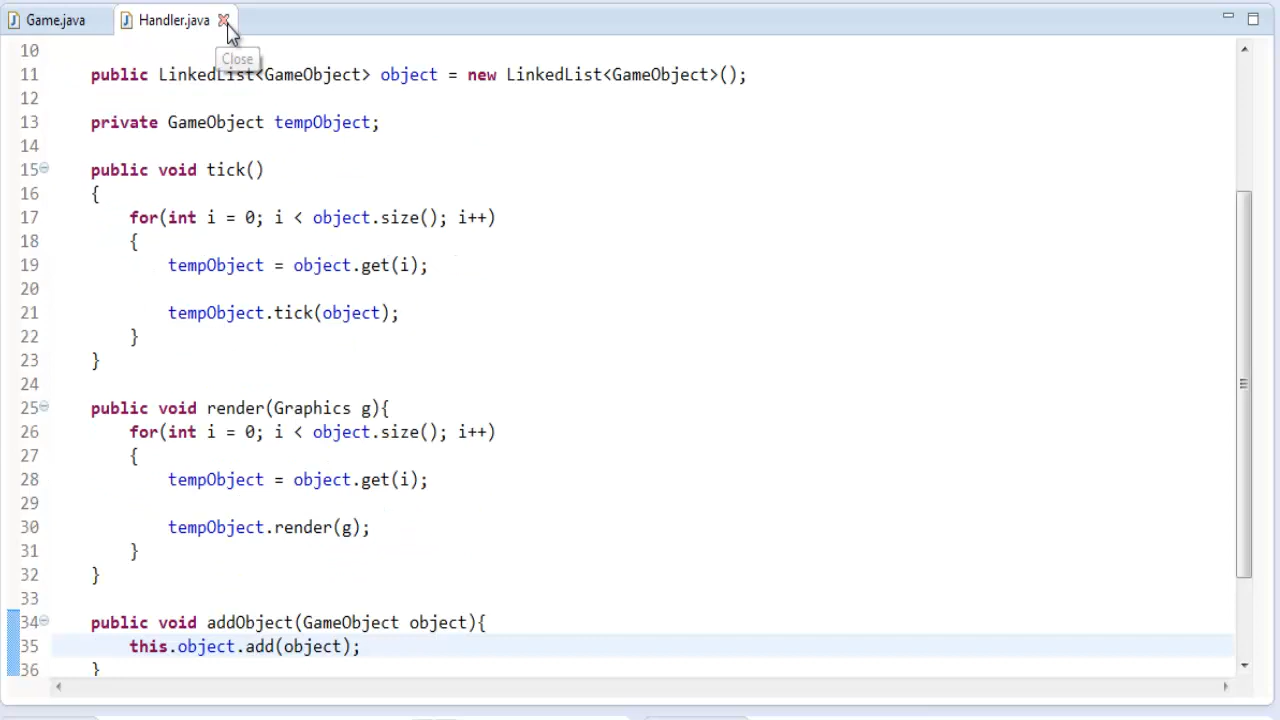 Game.java Handler.java
Close
10
11 public LinkedList<GameObject> object = new LinkedList<GameObject>();
12
13 private GameObject tempObject;
14
15 public void tick()
16 {
17 for(int i = 0; i < object.size(); i++)
18 {
19 tempObject = object.get(i);
20
21 tempObject.tick(object);
22 }
23 }
24
25 public void render(Graphics g){
26 for(int i = 0; i < object.size(); i++)
27 {
28 tempObject = object.get(i);
29
30 tempObject.render(g);
31 }
32 }
33
34 public void addObject(GameObject object){
35 this.object.add(object);
36 }